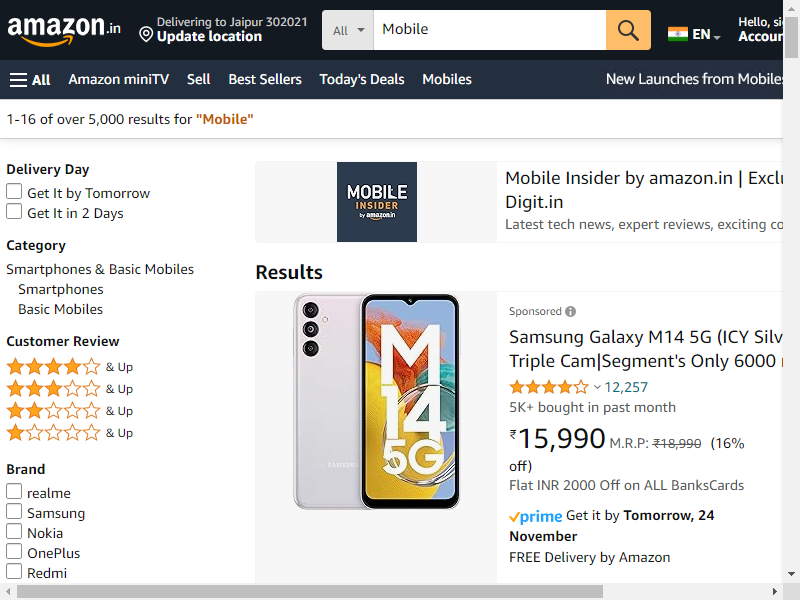 amazon.in
Delivering to Jaipur 302021
Update location
All
Mobile
EN
Hello, si
Accoun
All
Amazon miniTV
Sell
Best Sellers
Today's Deals
Mobiles
New Launches from Mobiles
1-16 of over 5,000 results for "Mobile"
Delivery Day
Get It by Tomorrow
Get It in 2 Days
Category
Smartphones & Basic Mobiles
Smartphones
Basic Mobiles
Customer Review
& Up
& Up
& Up
& Up
Brand
realme
Samsung
Nokia
OnePlus
Redmi
MOBILE
INSIDER
by amazon.in
Mobile Insider by amazon.in | Exclu
Digit.in
Latest tech news, expert reviews, exciting co
Results
SAMSUNG
M
14
5G
Sponsored
Samsung Galaxy M14 5G (ICY Silv
Triple Cam|Segment's Only 6000
12,257
5K+ bought in past month
₹15,990 M.R.P: ₹18,990 (16%
off)
Flat INR 2000 Off on ALL BanksCards
prime Get it by Tomorrow, 24
November
FREE Delivery by Amazon